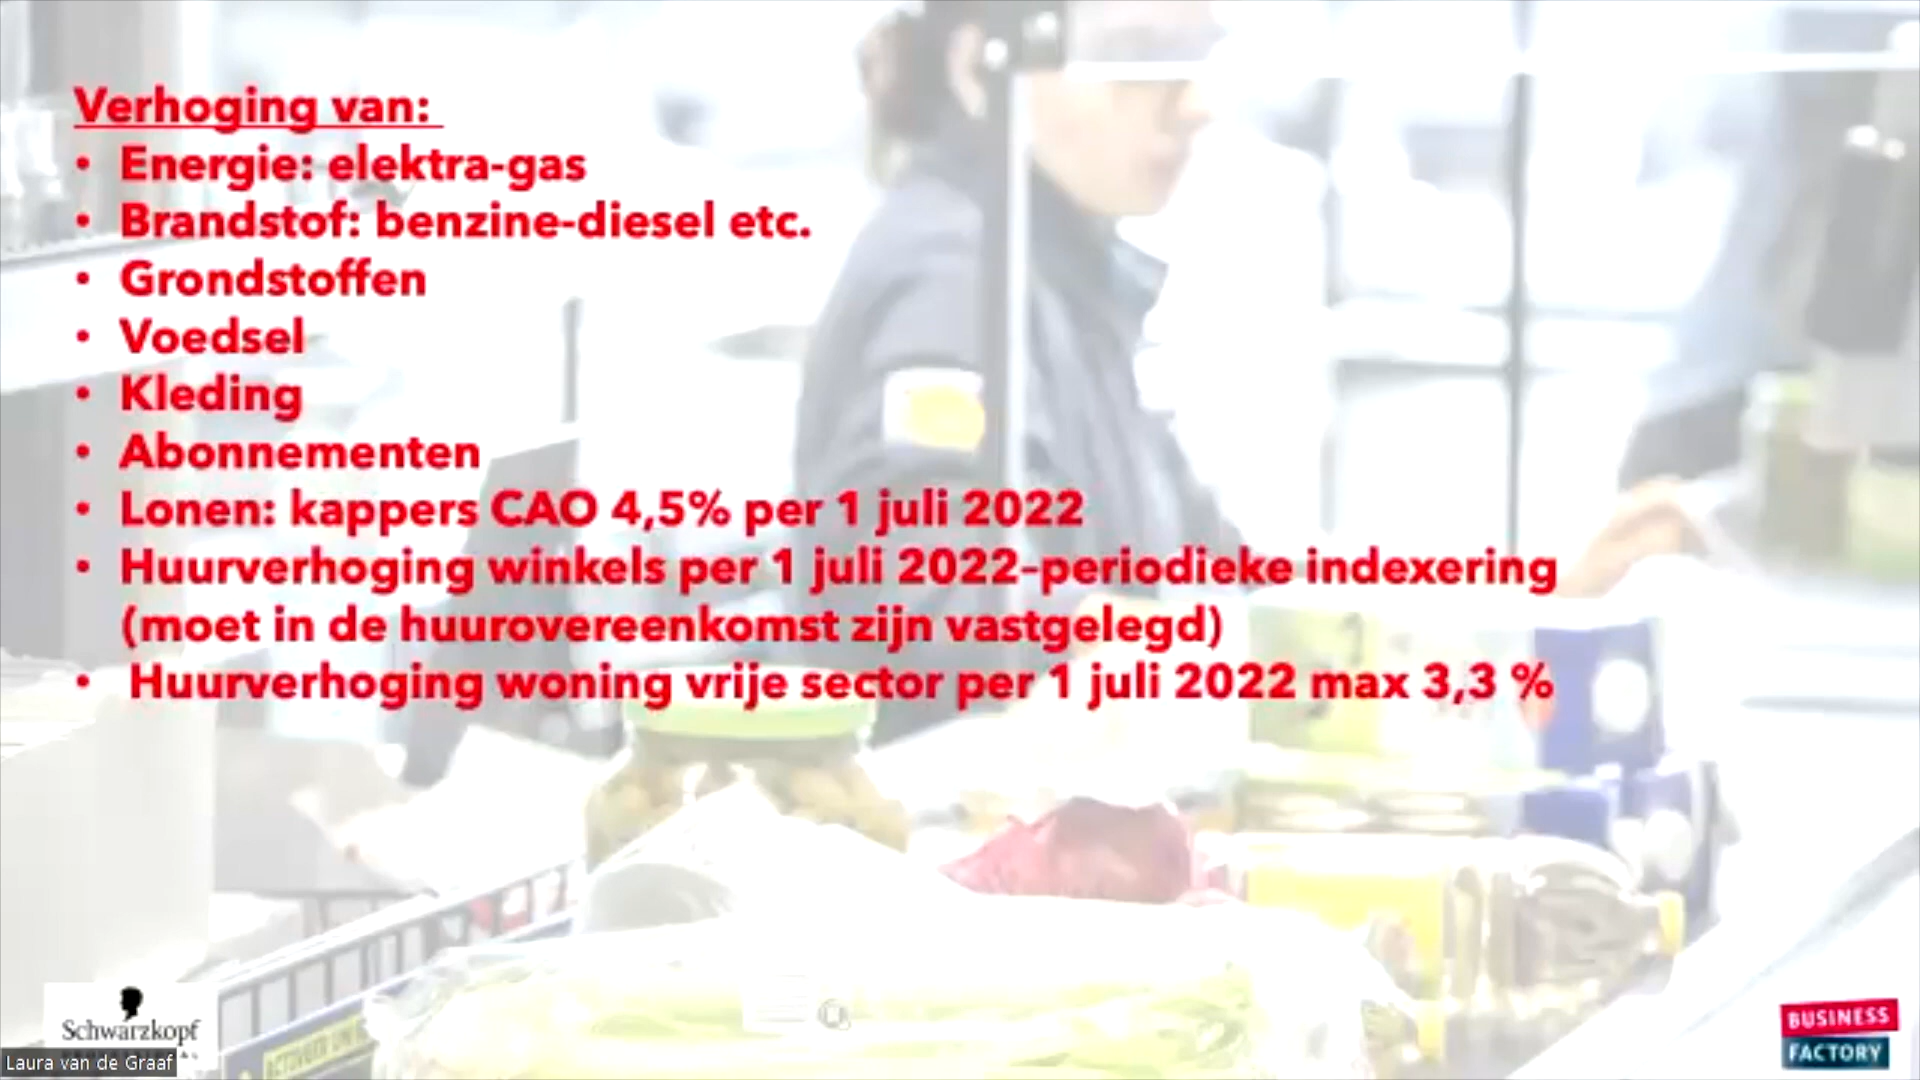 Verhoging van:
• Energie: elektra-gas
• Brandstof: benzine-diesel etc.
• Grondstoffen
• Voedsel
• Kleding
• Abonnementen
• Lonen: kappers CAO 4,5% per 1 juli 2022
• Huurverhoging winkels per 1 juli 2022-periodieke indexering
(moet in de huurovereenkomst zijn vastgelegd)
• Huurverhoging woning vrije sector per 1 juli 2022 max 3,3 %
Schwarzkopf
Laura van de Graaf
BUSINESS
FACTORY